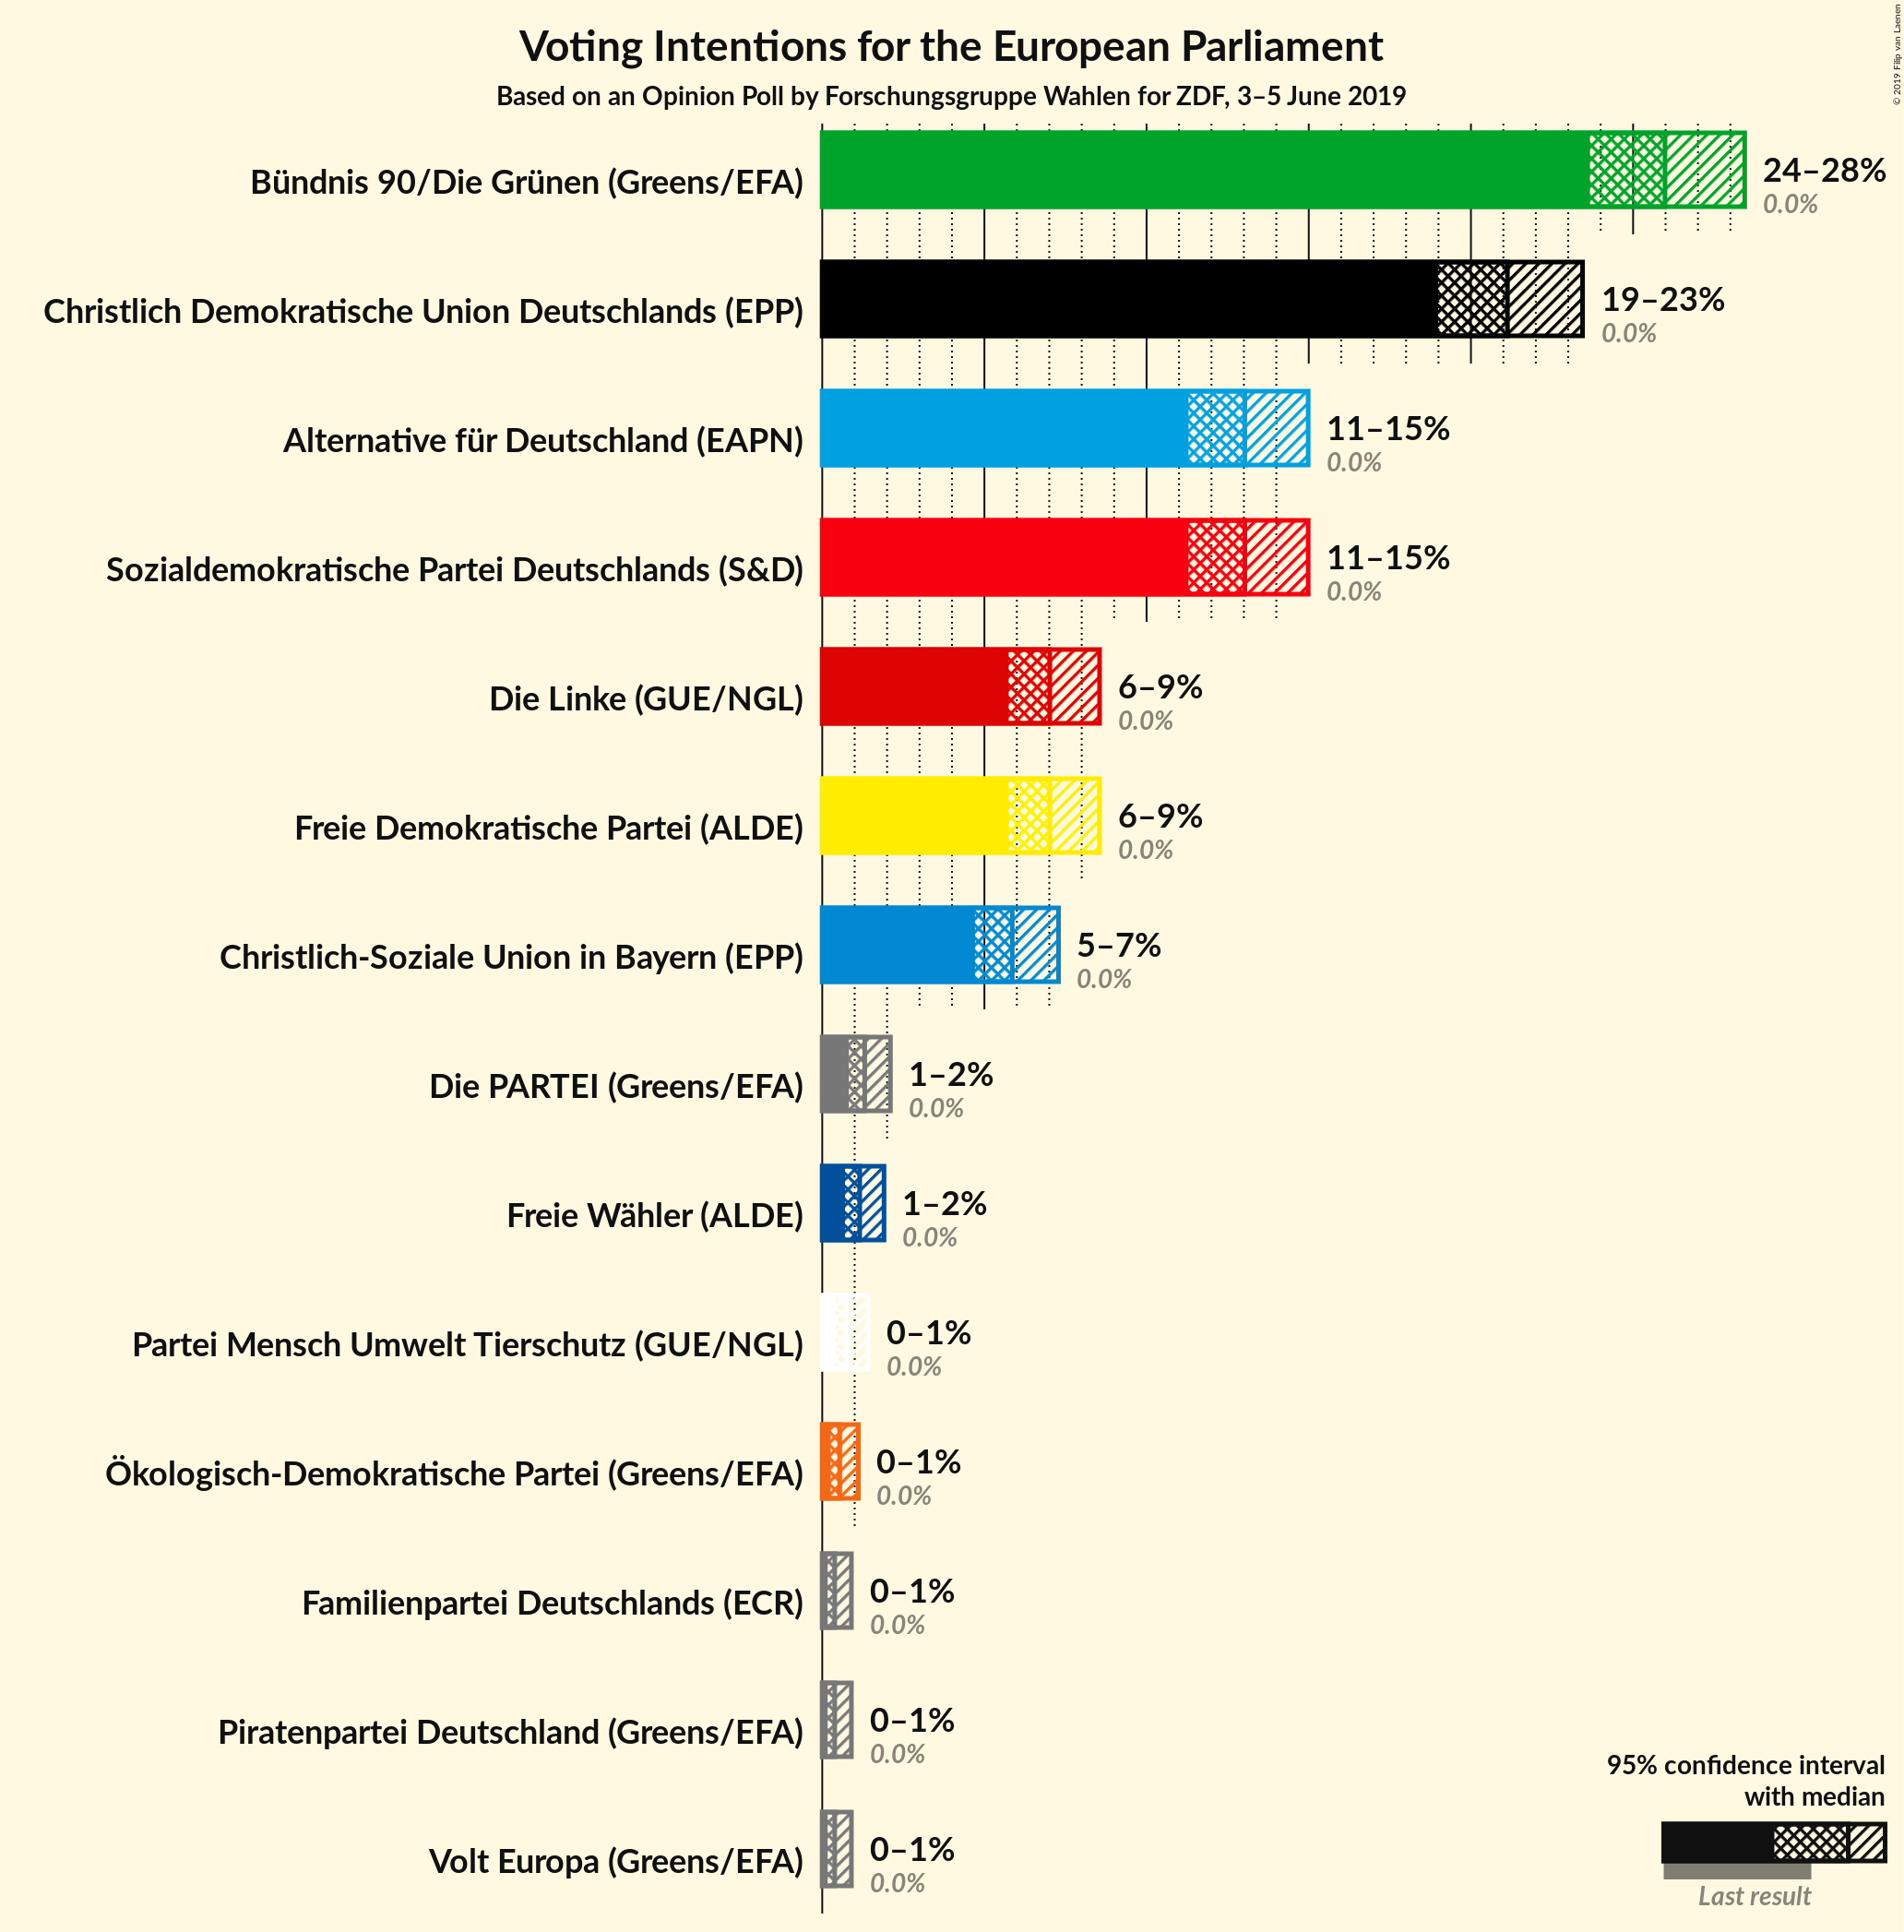 Voting Intentions for the European Parliament
Based on an Opinion Poll by Forschungsgruppe Wahlen for ZDF, 3–5 June 2019
© 2019 Filip van Laenen
Bündnis 90/Die Grünen (Greens/EFA)
24–28%
0.0%
Christlich Demokratische Union Deutschlands (EPP)
19–23%
0.0%
Alternative für Deutschland (EAPN)
11–15%
0.0%
Sozialdemokratische Partei Deutschlands (S&D)
11–15%
0.0%
Die Linke (GUE/NGL)
6–9%
0.0%
Freie Demokratische Partei (ALDE)
6–9%
0.0%
Christlich-Soziale Union in Bayern (EPP)
5–7%
0.0%
Die PARTEI (Greens/EFA)
1–2%
0.0%
Freie Wähler (ALDE)
1–2%
0.0%
Partei Mensch Umwelt Tierschutz (GUE/NGL)
0–1%
0.0%
Ökologisch-Demokratische Partei (Greens/EFA)
0–1%
0.0%
Familienpartei Deutschlands (ECR)
0–1%
0.0%
Piratenpartei Deutschland (Greens/EFA)
0–1%
0.0%
Volt Europa (Greens/EFA)
0–1%
0.0%
95% confidence interval
with median
Last result